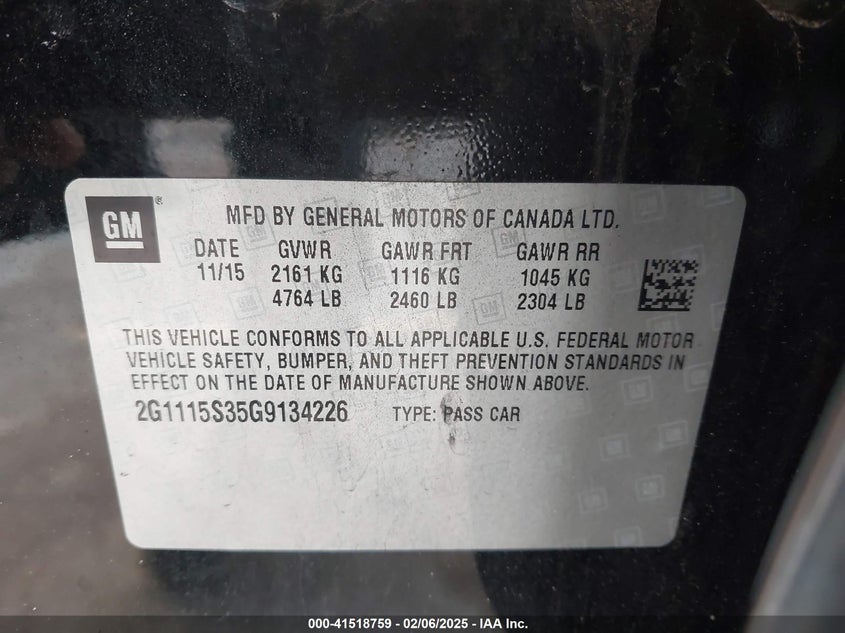 GM ®
MFD BY GENERAL MOTORS OF CANADA LTD.
DATE GVWR GAWR FRT GAWR RR
11/15 2161 KG 1116 KG 1045 KG
4764 LB 2460 LB 2304 LB
THIS VEHICLE CONFORMS TO ALL APPLICABLE U.S. FEDERAL MOTOR
VEHICLE SAFETY, BUMPER, AND THEFT PREVENTION STANDARDS IN
EFFECT ON THE DATE OF MANUFACTURE SHOWN ABOVE.
2G1115S35G9134226 TYPE: PASS CAR
000-41518759 - 02/06/2025 - IAA Inc.